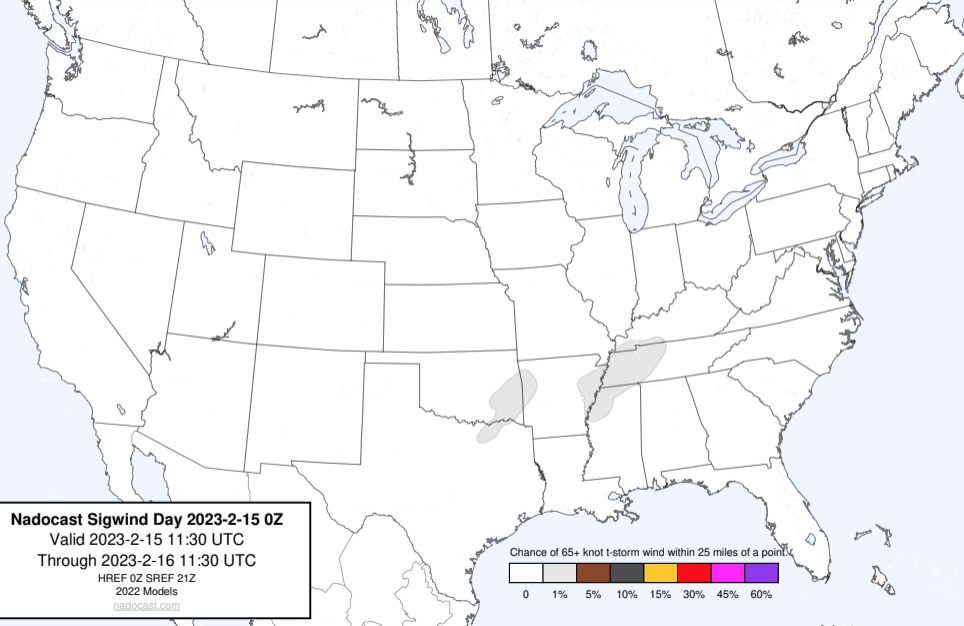 Nadocast Sigwind Day 2023-2-15 0Z
Valid 2023-2-15 11:30 UTC
Through 2023-2-16 11:30 UTC
HREF 0Z SREF 21Z
2022 Models
nadocast.com
Chance of 65+ knot t-storm wind within 25 miles of a point.
0 1% 5% 10% 15% 30% 45% 60%